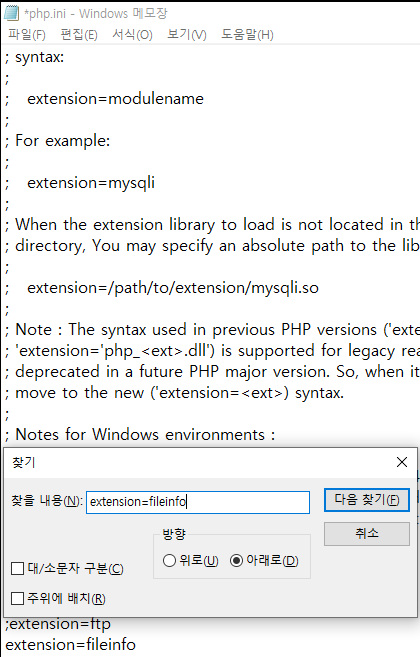 *php.ini - Windows 메모장
파일(F) 편집(E) 서식(O) 보기(V) 도움말(H)
; syntax:
;
;   extension=modulename
;
; For example:
;
;   extension=mysqli
;
; When the extension library to load is not located in th
; directory, You may specify an absolute path to the lib
;
;   extension=/path/to/extension/mysqli.so
;
; Note : The syntax used in previous PHP versions ('exte
; 'extension='php_<ext>.dll') is supported for legacy rea
; deprecated in a future PHP major version. So, when it
; move to the new ('extension=<ext>) syntax.
;
; Notes for Windows environments :
찾기
찾을 내용(N): extension=fileinfo
다음 찾기(F)
취소
방향
위로(U) 아래로(D)
대/소문자 구분(C)
주위에 배치(R)
;extension=ftp
extension=fileinfo